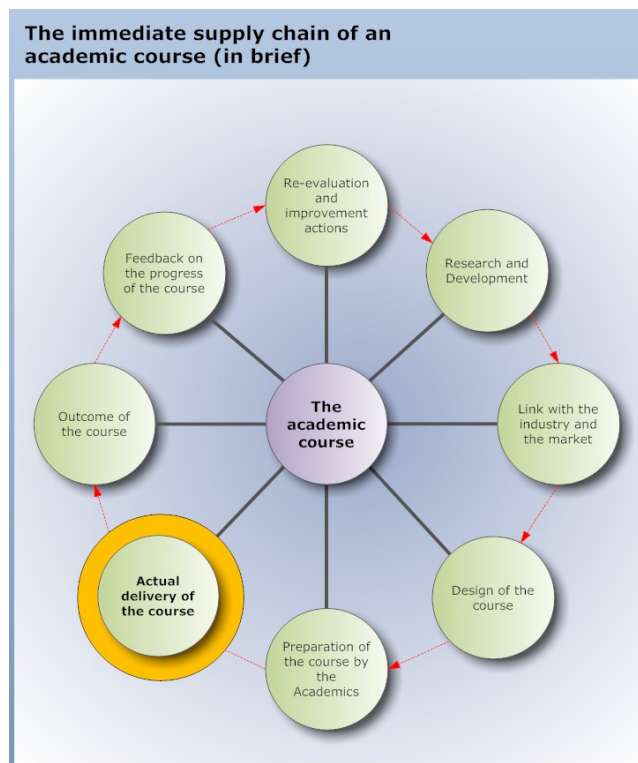 The immediate supply chain of an
academic course (in brief)
Re-evaluation
and
improvement
actions
Research and
Development
Link with the
industry and
the market
Design of the
course
Preparation of
the course by
the
Academics
Actual
delivery of
the course
Outcome of
the course
Feedback on
the progress
of the course
The
academic
course